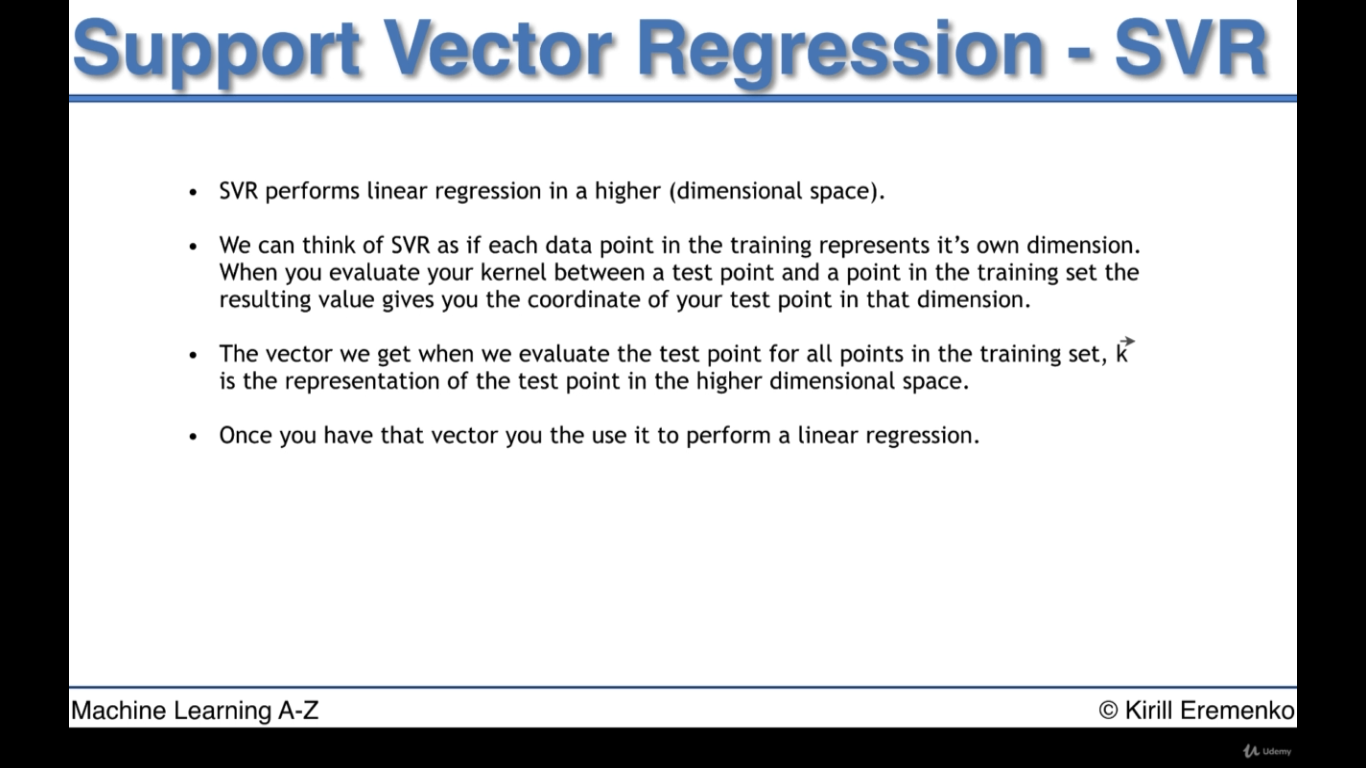 Support Vector Regression - SVR
• SVR performs linear regression in a higher (dimensional space).
• We can think of SVR as if each data point in the training represents it’s own dimension.
When you evaluate your kernel between a test point and a point in the training set the
resulting value gives you the coordinate of your test point in that dimension.
• The vector we get when we evaluate the test point for all points in the training set, k⃗
is the representation of the test point in the higher dimensional space.
• Once you have that vector you the use it to perform a linear regression.
Machine Learning A-Z
© Kirill Eremenko
Udemy